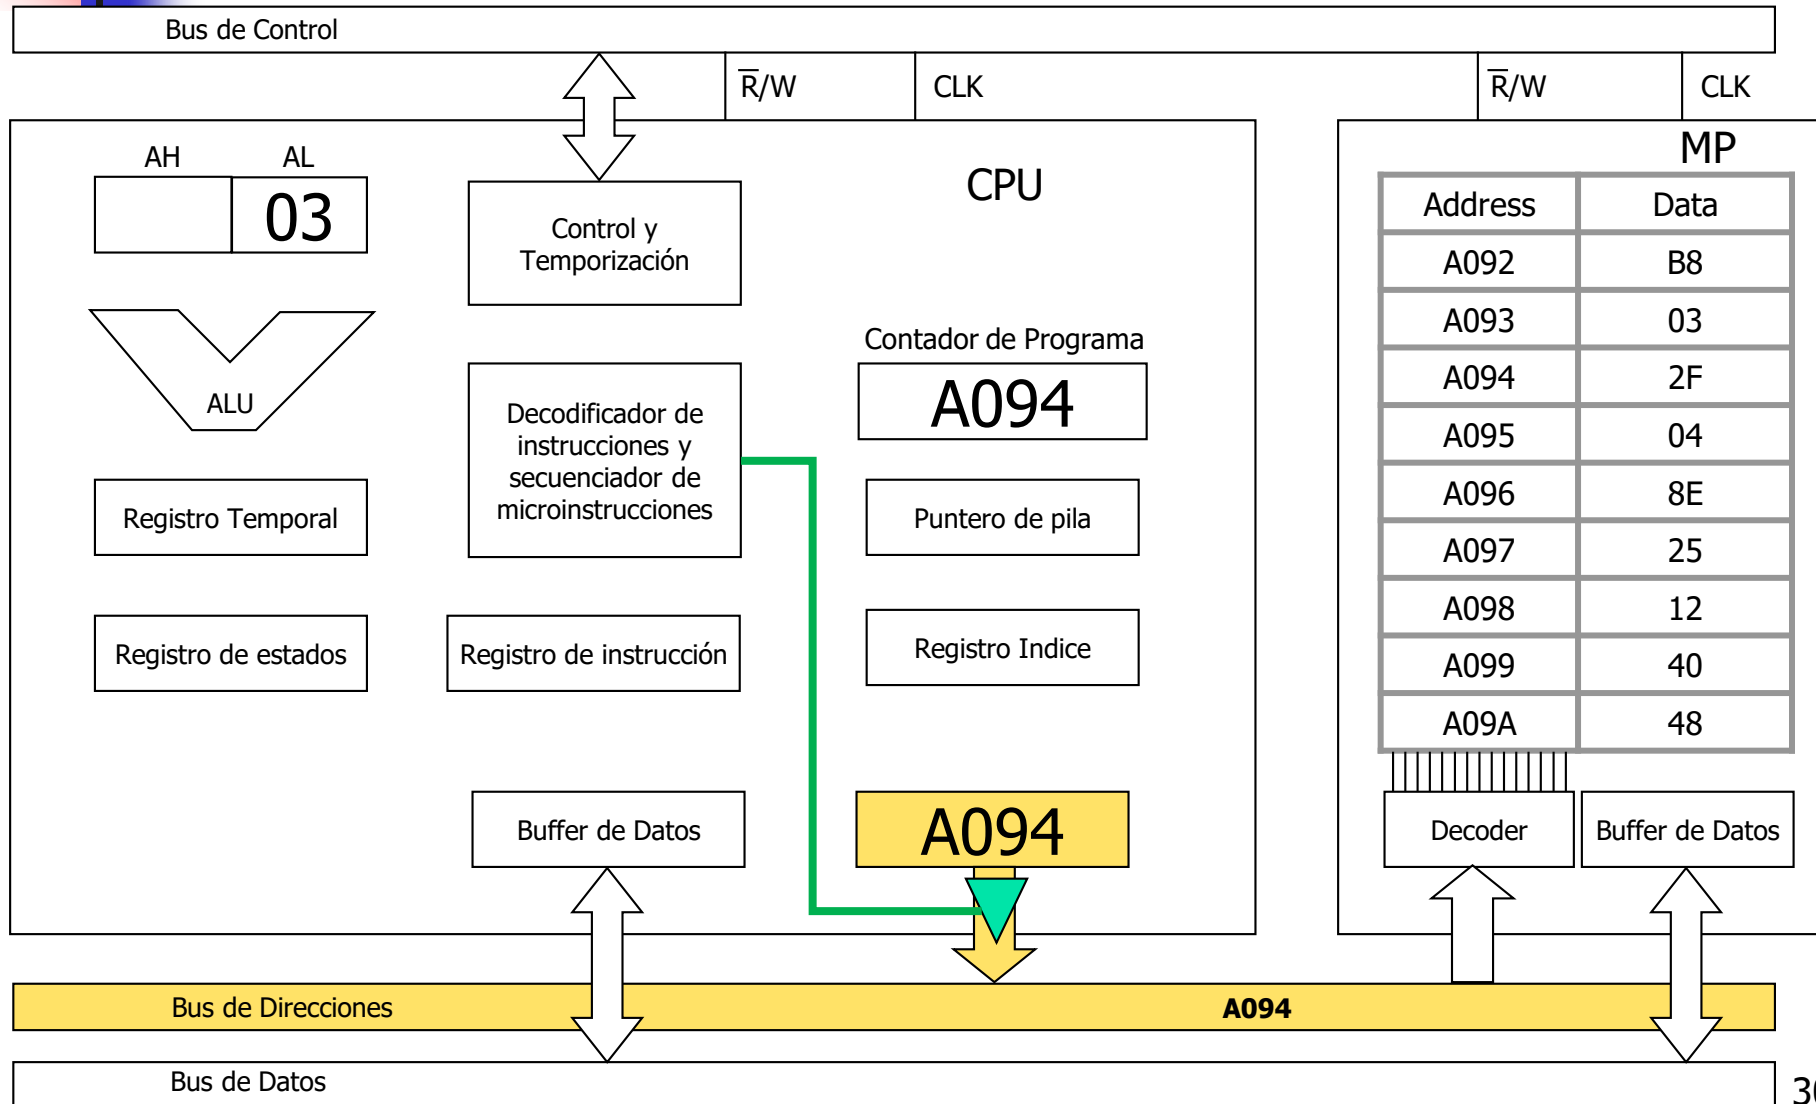 Bus de Control
R̅/W
CLK
R̅/W
CLK
AH
AL
03
Control y
Temporización
CPU
MP
Address Data
A092 B8
A093 03
A094 2F
A095 04
A096 8E
A097 25
A098 12
A099 40
A09A 48
ALU
Decodificador de
instrucciones y
secuenciador de
microinstrucciones
Contador de Programa
A094
Registro Temporal
Puntero de pila
Registro de estados
Registro de instrucción
Registro Indice
Buffer de Datos
A094
Decoder
Buffer de Datos
Bus de Direcciones
A094
Bus de Datos